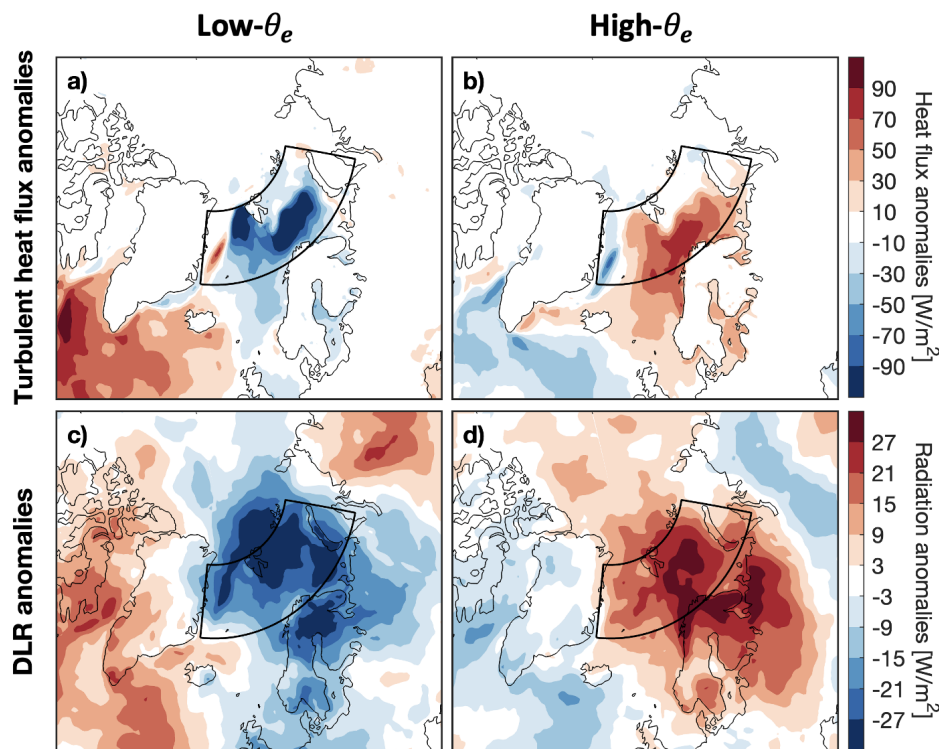 Low-θe
High-θe
Turbulent heat flux anomalies
a)
b)
90
70
50
30
10
-10
-30
-50
-70
-90
Heat flux anomalies [W/m²]
DLR anomalies
c)
d)
27
21
15
9
3
-3
-9
-15
-21
-27
Radiation anomalies [W/m²]